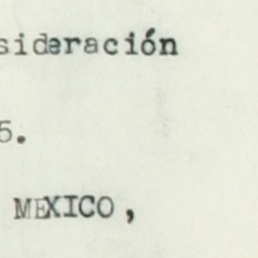 sideración
5.
MEXICO,